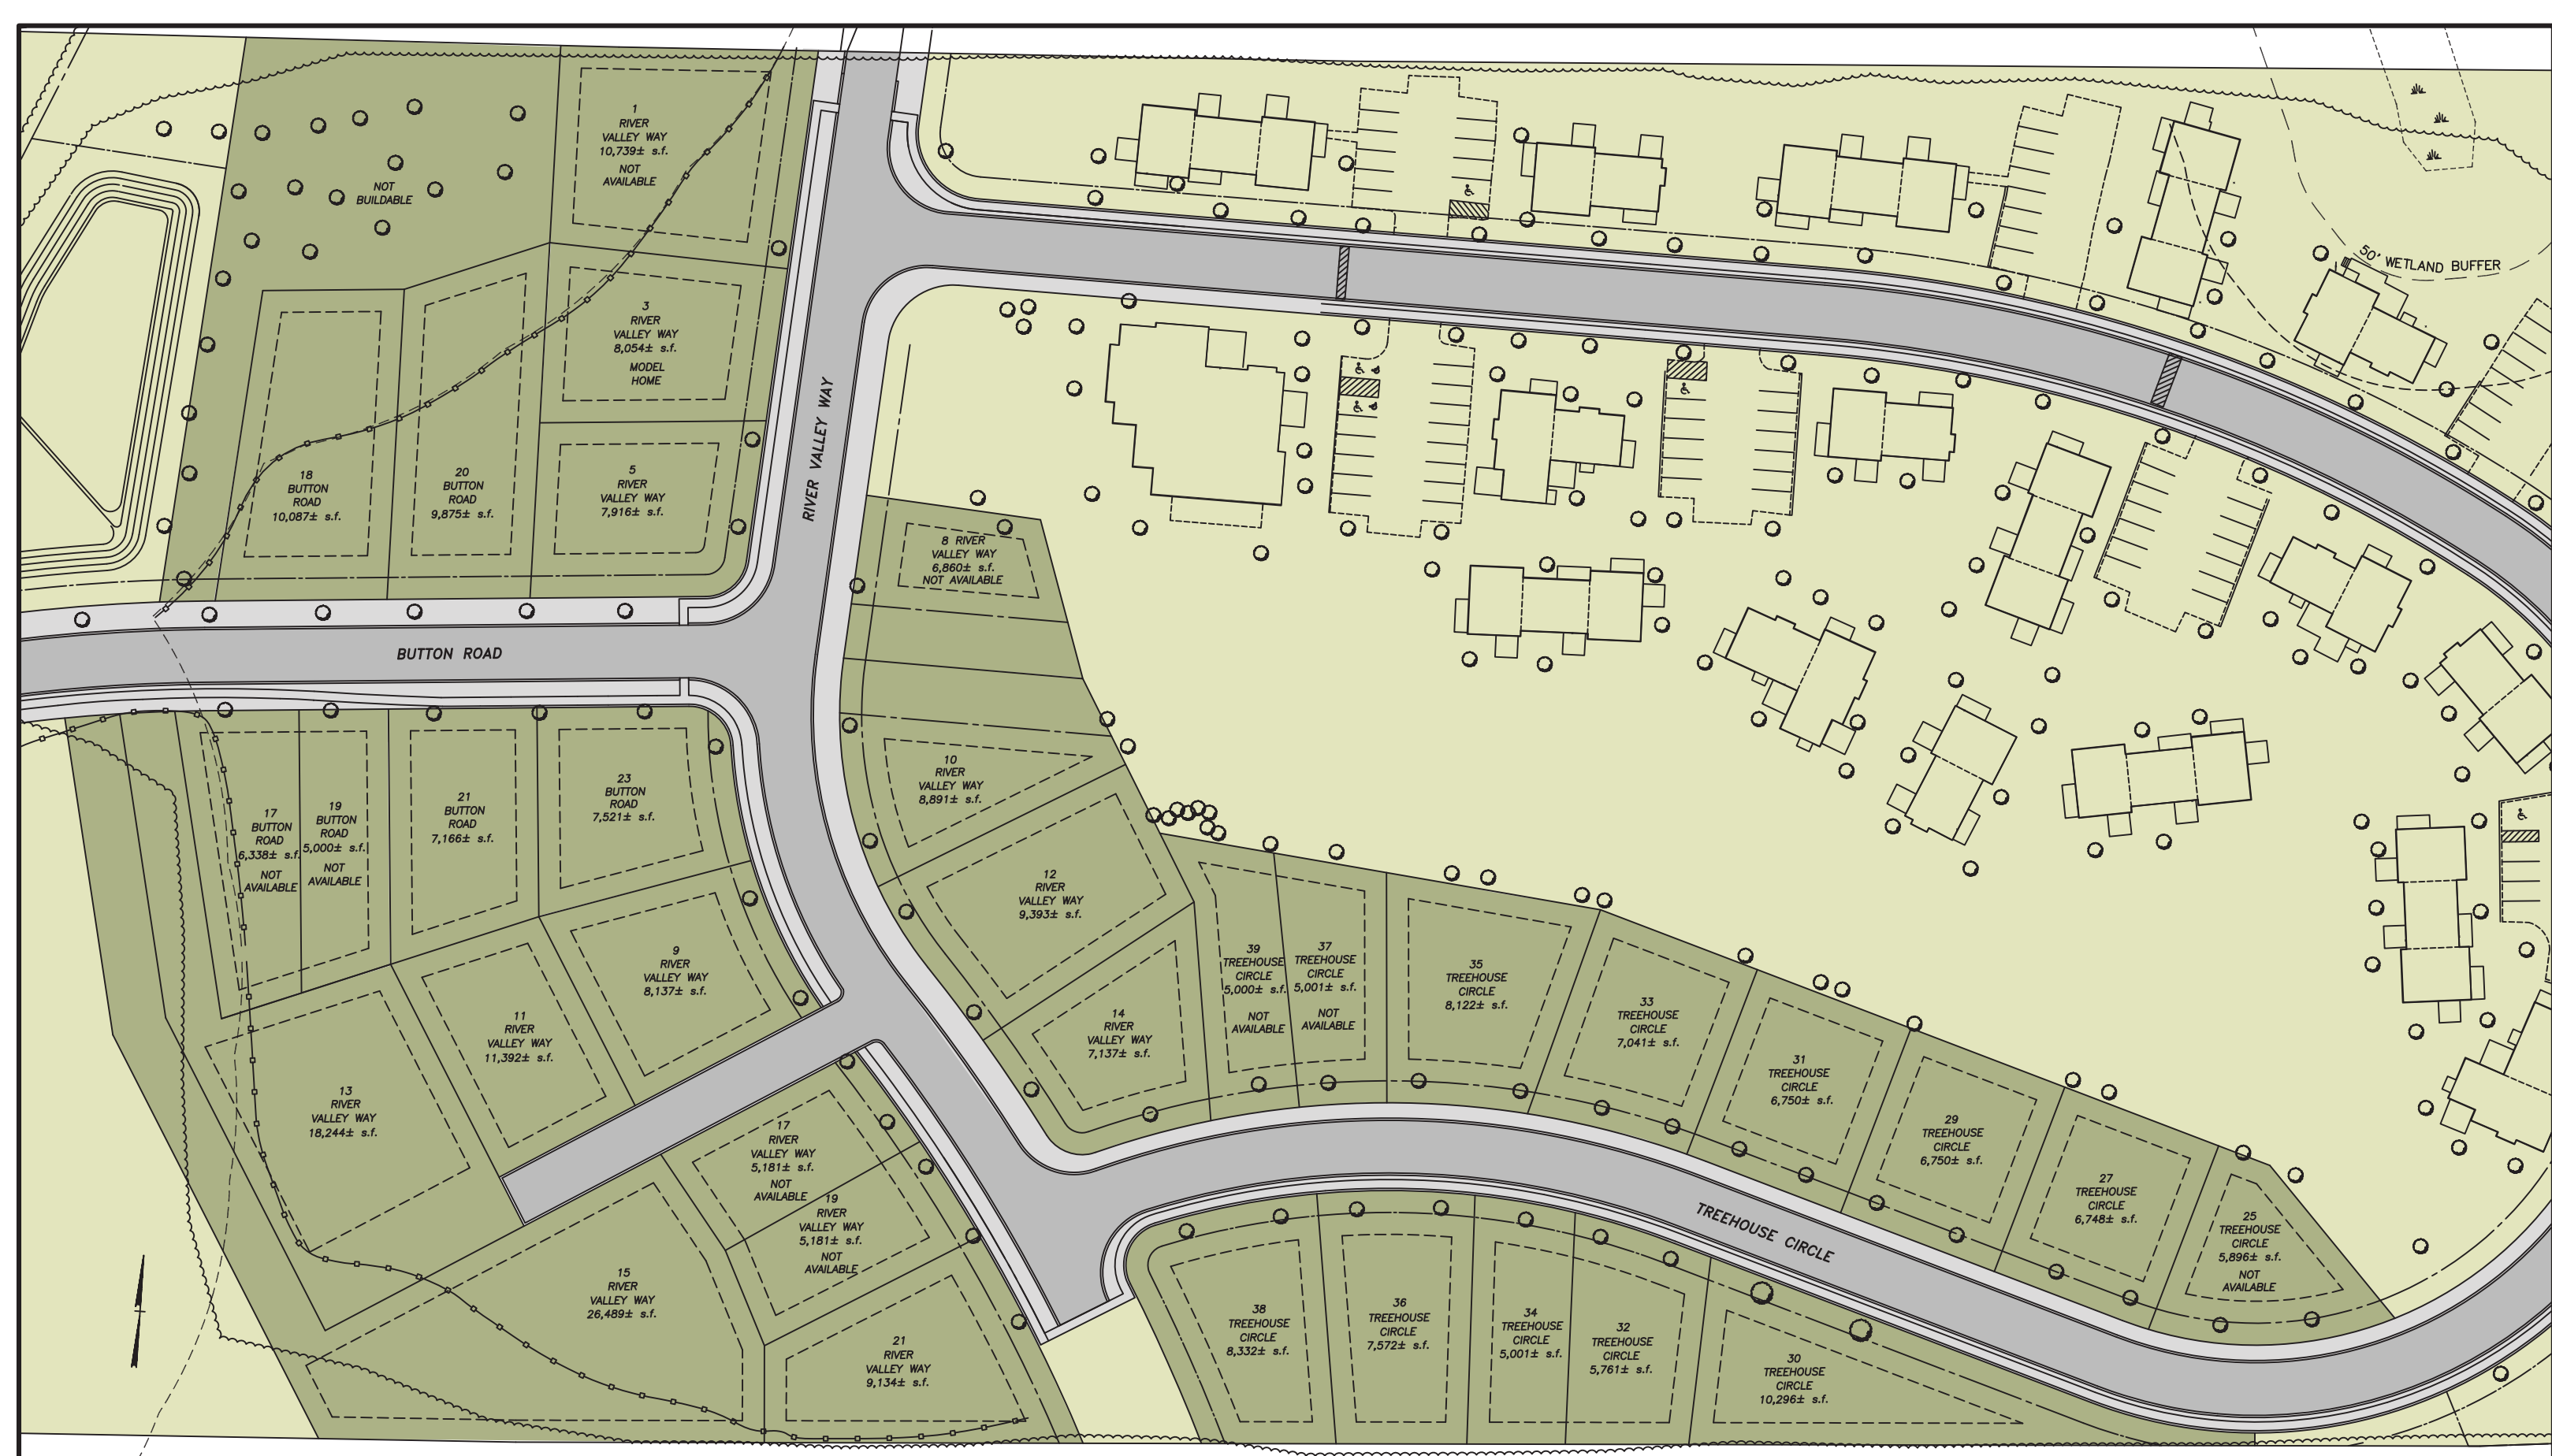 NOT
BUILDABLE
1
RIVER
VALLEY WAY
10,739± s.f.
NOT
AVAILABLE
3
RIVER
VALLEY WAY
8,054± s.f.
MODEL
HOME
50' WETLAND BUFFER
18
BUTTON
ROAD
10,087± s.f.
20
BUTTON
ROAD
9,875± s.f.
5
RIVER
VALLEY WAY
7,916± s.f.
RIVER VALLEY WAY
8 RIVER
VALLEY WAY
6,860± s.f.
NOT AVAILABLE
BUTTON ROAD
17
BUTTON
ROAD
6,338± s.f.
NOT
AVAILABLE
19
BUTTON
ROAD
5,000± s.f.
NOT
AVAILABLE
21
BUTTON
ROAD
7,166± s.f.
23
BUTTON
ROAD
7,521± s.f.
10
RIVER
VALLEY WAY
8,891± s.f.
12
RIVER
VALLEY WAY
9,393± s.f.
9
RIVER
VALLEY WAY
8,137± s.f.
11
RIVER
VALLEY WAY
11,392± s.f.
13
RIVER
VALLEY WAY
18,244± s.f.
14
RIVER
VALLEY WAY
7,137± s.f.
39
TREEHOUSE
CIRCLE
5,000± s.f.
NOT
AVAILABLE
37
TREEHOUSE
CIRCLE
5,001± s.f.
NOT
AVAILABLE
35
TREEHOUSE
CIRCLE
8,122± s.f.
33
TREEHOUSE
CIRCLE
7,041± s.f.
31
TREEHOUSE
CIRCLE
6,750± s.f.
29
TREEHOUSE
CIRCLE
6,750± s.f.
27
TREEHOUSE
CIRCLE
6,748± s.f.
25
TREEHOUSE
CIRCLE
5,896± s.f.
NOT
AVAILABLE
17
RIVER
VALLEY WAY
5,181± s.f.
NOT
AVAILABLE
19
RIVER
VALLEY WAY
5,181± s.f.
NOT
AVAILABLE
TREEHOUSE CIRCLE
15
RIVER
VALLEY WAY
26,489± s.f.
21
RIVER
VALLEY WAY
9,134± s.f.
38
TREEHOUSE
CIRCLE
8,332± s.f.
36
TREEHOUSE
CIRCLE
7,572± s.f.
34
TREEHOUSE
CIRCLE
5,001± s.f.
32
TREEHOUSE
CIRCLE
5,761± s.f.
30
TREEHOUSE
CIRCLE
10,296± s.f.